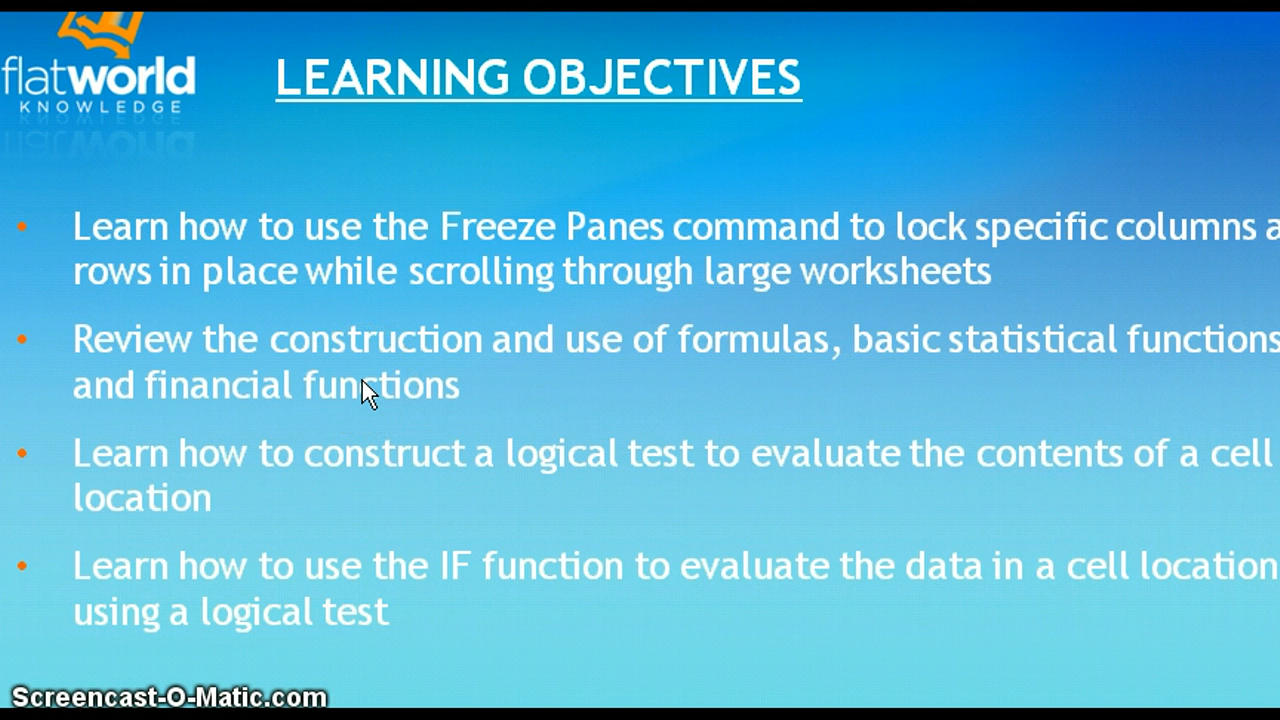 flatworld
KNOWLEDGE
LEARNING OBJECTIVES
• Learn how to use the Freeze Panes command to lock specific columns
rows in place while scrolling through large worksheets
• Review the construction and use of formulas, basic statistical functions
and financial functions
• Learn how to construct a logical test to evaluate the contents of a cell
location
• Learn how to use the IF function to evaluate the data in a cell location
using a logical test
Screencast-O-Matic.com